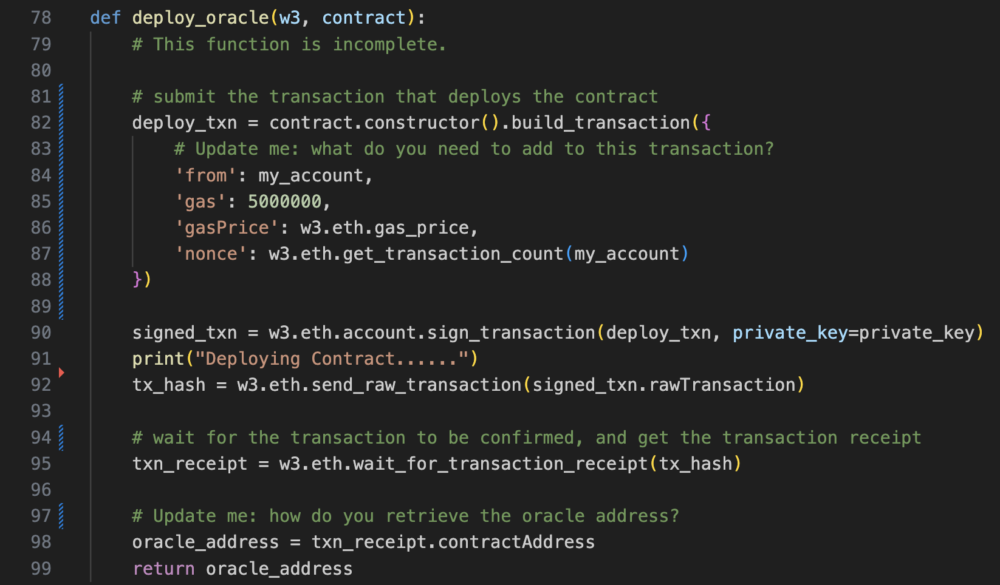 78 def deploy_oracle(w3, contract):
79 # This function is incomplete.
80
81 # submit the transaction that deploys the contract
82 deploy_txn = contract.constructor().build_transaction({
83 # Update me: what do you need to add to this transaction?
84 'from': my_account,
85 'gas': 5000000,
86 'gasPrice': w3.eth.gas_price,
87 'nonce': w3.eth.get_transaction_count(my_account)
88 })
89
90 signed_txn = w3.eth.account.sign_transaction(deploy_txn, private_key=private_key)
91 print("Deploying Contract......")
92 tx_hash = w3.eth.send_raw_transaction(signed_txn.rawTransaction)
93
94 # wait for the transaction to be confirmed, and get the transaction receipt
95 txn_receipt = w3.eth.wait_for_transaction_receipt(tx_hash)
96
97 # Update me: how do you retrieve the oracle address?
98 oracle_address = txn_receipt.contractAddress
99 return oracle_address